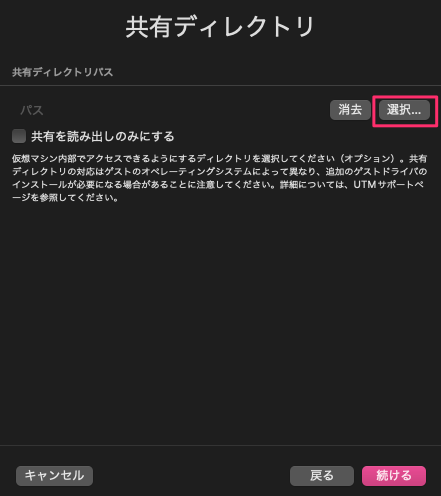 共有ディレクトリ
共有ディレクトリパス
パス
消去
選択...
共有を読み出しのみにする
仮想マシン内部でアクセスできるようにするディレクトリを選択してください（オプション）。共有
ディレクトリの対応はゲストのオペレーティングシステムによって異なり、追加のゲストドライバの
インストールが必要になる場合があることに注意してください。詳細については、UTMサポートペ
ージを参照してください。
キャンセル
戻る
続ける